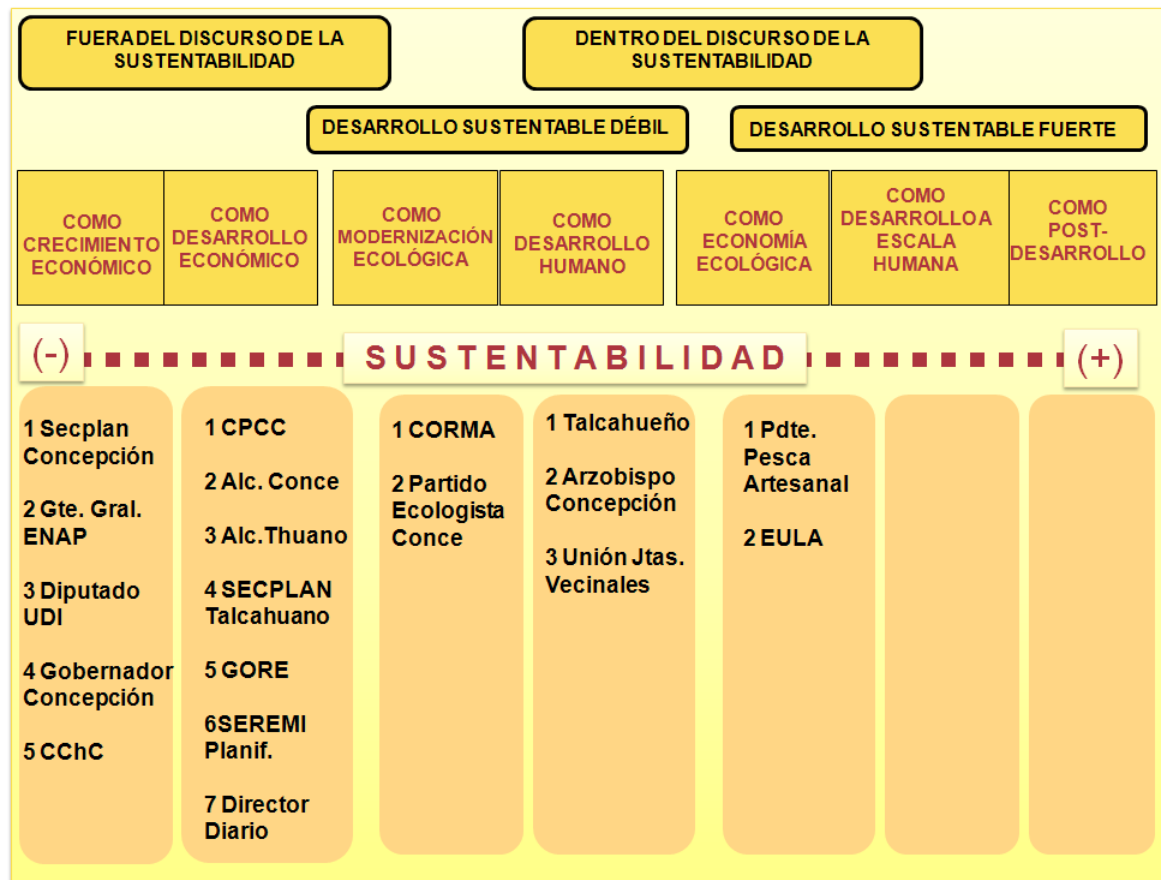 FUERA DEL DISCURSO DE LA
SUSTENTABILIDAD
DENTRO DEL DISCURSO DE LA
SUSTENTABILIDAD
DESARROLLO SUSTENTABLE DÉBIL
DESARROLLO SUSTENTABLE FUERTE
COMO
CRECIMIENTO
ECONÓMICO
COMO
DESARROLLO
ECONÓMICO
COMO
MODERNIZACIÓN
ECOLÓGICA
COMO
DESARROLLO
HUMANO
COMO
ECONOMÍA
ECOLÓGICA
COMO
DESARROLLO A
ESCALA
HUMANA
COMO
POST-
DESARROLLO
(-) SUSTENTABILIDAD (+)
1 Secplan
Concepción
2 Gte. Gral.
ENAP
3 Diputado
UDI
4 Gobernador
Concepción
5 CChC
1 CPCC
2 Alc. Conce
3 Alc.Thuano
4 SECPLAN
Talcahuano
5 GORE
6SEREMI
Planif.
7 Director
Diario
1 CORMA
2 Partido
Ecologista
Conce
1 Talcahueño
2 Arzobispo
Concepción
3 Unión Jtas.
Vecinales
1 Pdte.
Pesca
Artesanal
2 EULA